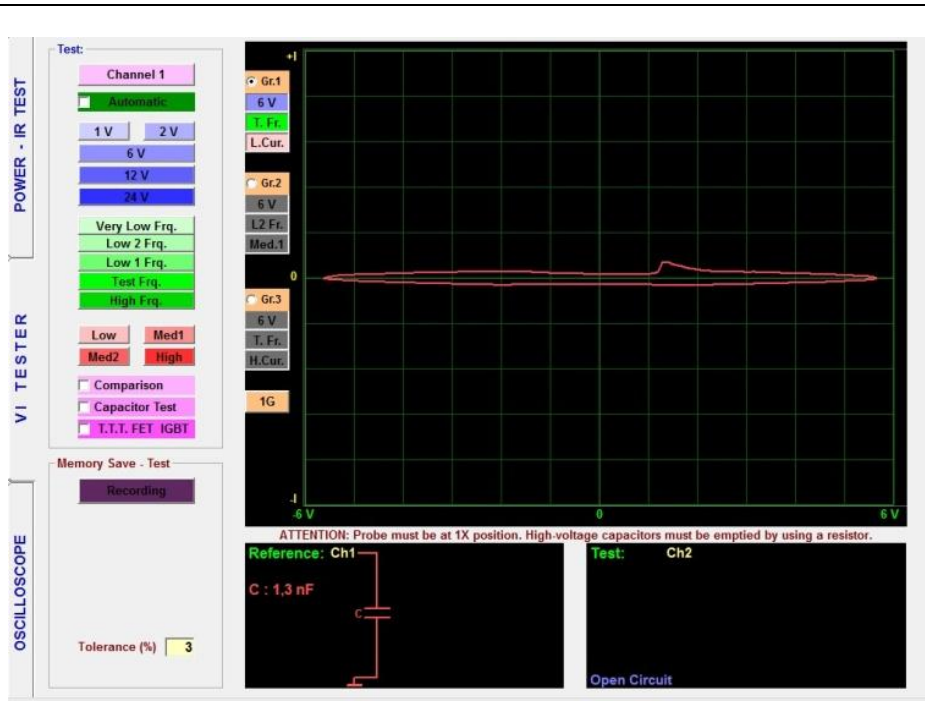 POWER - IR TEST
VI TESTER
OSCILLOSCOPE
Test:
Channel 1
Automatic
1 V 2 V
6 V
12 V
24 V
Very Low Frq.
Low 2 Frq.
Low 1 Frq.
Test Frq.
High Frq.
Low Med1
Med2 High
Comparison
Capacitor Test
T.T.T. FET IGBT
Memory Save - Test
Recording
Tolerance (%) 3
Gr.1
6 V
T. Fr.
L.Cur.
Gr.2
6 V
L2 Fr.
Med.1
Gr.3
6 V
T. Fr.
H.Cur.
1G
+I
0
-I
-6 V 0 6 V
ATTENTION: Probe must be at 1X position. High-voltage capacitors must be emptied by using a resistor.
Reference: Ch1
C : 1,3 nF
C
Test: Ch2
Open Circuit